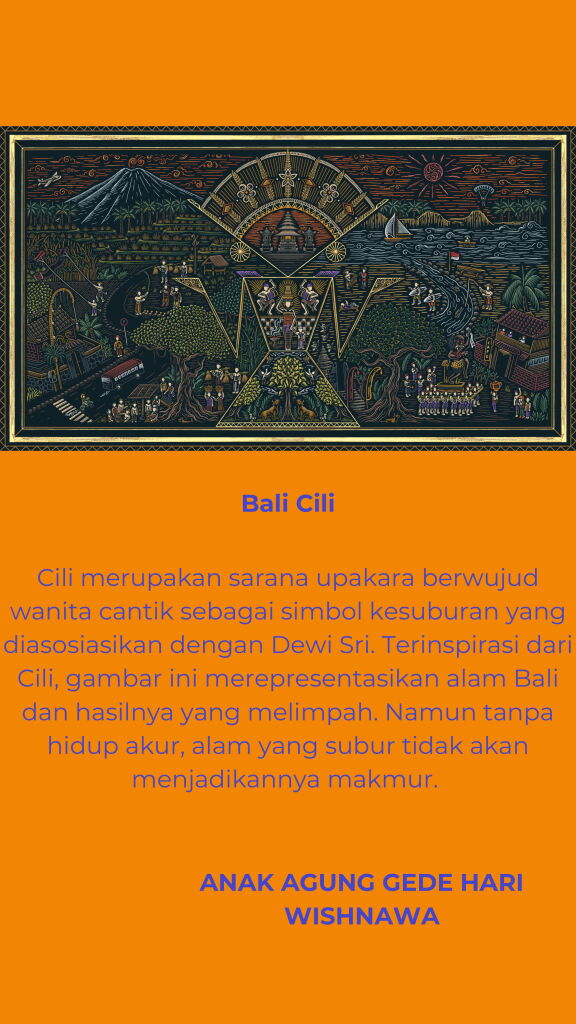 Bali Cili
Cili merupakan sarana upakara berwujud
wanita cantik sebagai simbol kesuburan yang
diasosiasikan dengan Dewi Sri. Terinspirasi dari
Cili, gambar ini merepresentasikan alam Bali
dan hasilnya yang melimpah. Namun tanpa
hidup akur, alam yang subur tidak akan
menjadikannya makmur.
ANAK AGUNG GEDE HARI
WISHNAWA